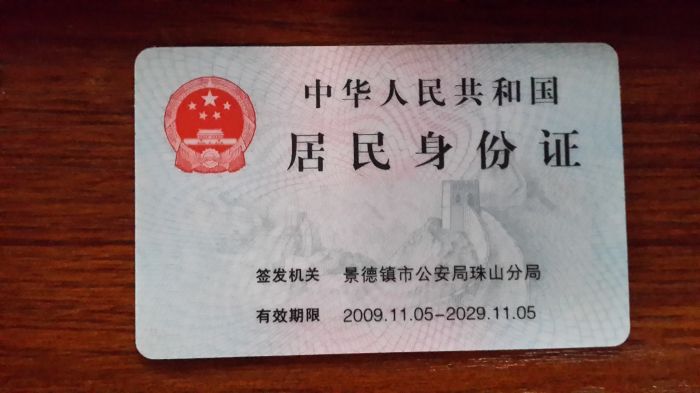 中华人民共和国
居民身份证
签发机关 景德镇市公安局珠山分局
有效期限 2009.11.05-2029.11.05